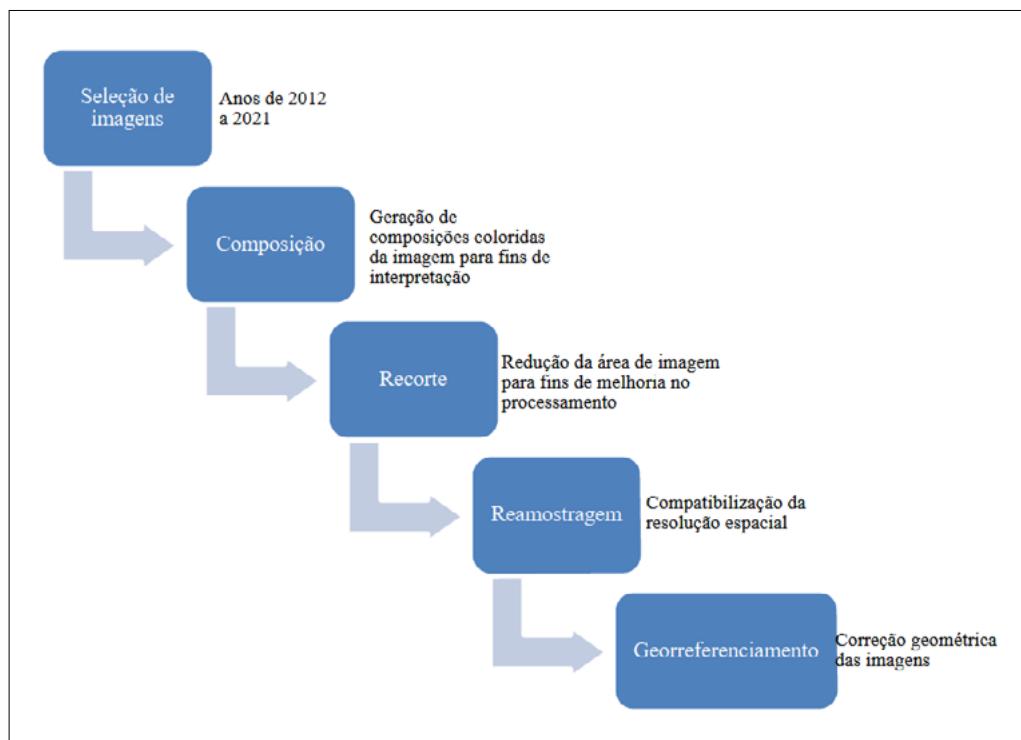 Seleção de
imagens
Anos de 2012
a 2021
Composição
Geração de
composições coloridas
da imagem para fins de
interpretação
Recorte
Redução da área de imagem
para fins de melhoria no
processamento
Reamostragem
Compatibilização da
resolução espacial
Georreferenciamento
Correção geométrica
das imagens